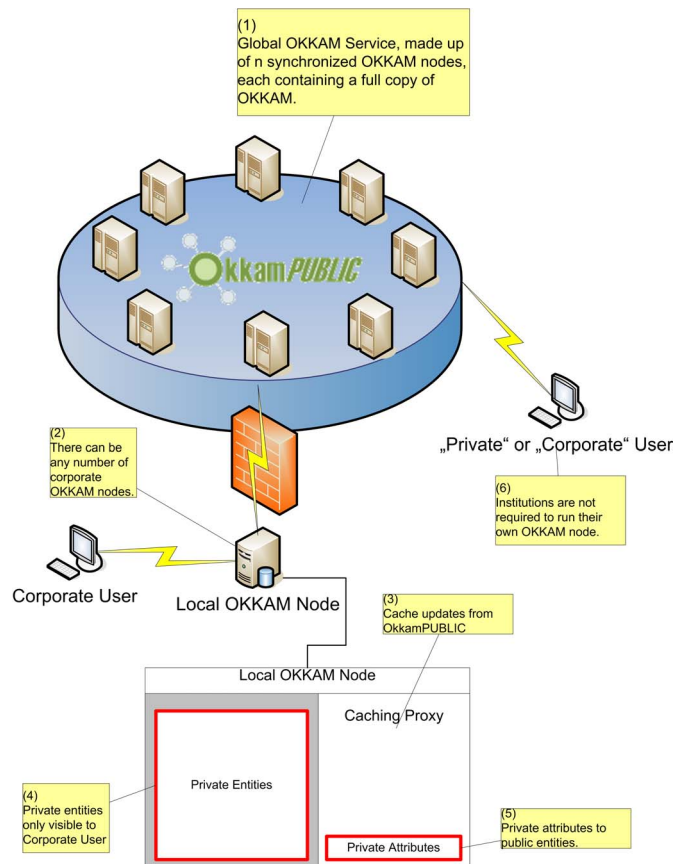 (1)
Global OKKAM Service, made up
of n synchronized OKKAM nodes,
each containing a full copy of
OKKAM.
OkkamPUBLIC
(2)
There can be
any number of
corporate
OKKAM nodes.
„Private“ or „Corporate“ User
(6)
Institutions are not
required to run their
own OKKAM node.
Corporate User
Local OKKAM Node
(3)
Cache updates from
OkkamPUBLIC
Local OKKAM Node
Caching Proxy
Private Entities
(4)
Private entities
only visible to
Corporate User
Private Attributes
(5)
Private attributes to
public entities.